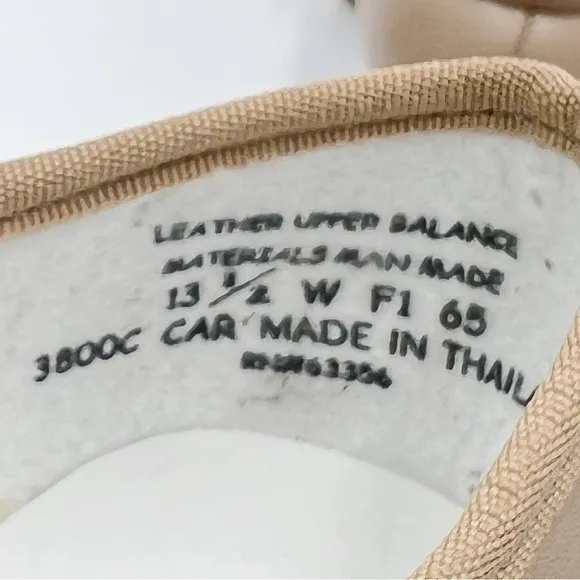 LEATHER UPPER BALANCE
MATERIALS MAN MADE
13 1/2 W F1 65
3800C CAR MADE IN THAIL